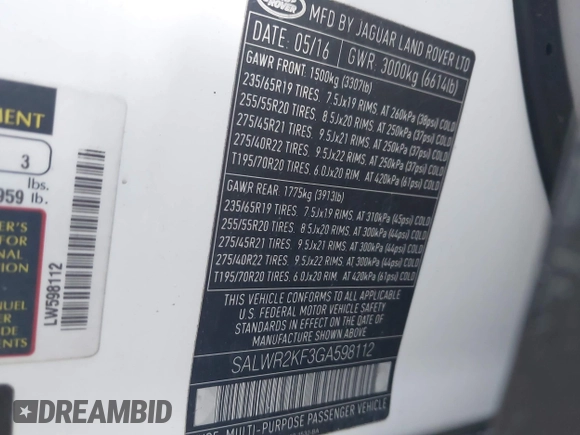 ROVER
MFD BY JAGUAR LAND ROVER LTD
DATE: 05/16 GWR: 3000kg (6614lb)
GAWR FRONT: 1500kg (3307lb)
235/65R19 TIRES. 7.5Jx19 RIMS. AT 260kPa (38psi) COLD
255/55R20 TIRES. 8.5Jx20 RIMS. AT 250kPa (37psi) COLD
275/45R21 TIRES. 9.5Jx21 RIMS. AT 250kPa (37psi) COLD
275/40R22 TIRES. 9.5Jx22 RIMS. AT 250kPa (37psi) COLD
T195/70R20 TIRES. 6.0Jx20 RIM. AT 420kPa (61psi) COLD
GAWR REAR: 1775kg (3913lb)
235/65R19 TIRES. 7.5Jx19 RIMS. AT 310kPa (45psi) COLD
255/55R20 TIRES. 8.5Jx20 RIMS. AT 300kPa (44psi) COLD
275/45R21 TIRES. 9.5Jx21 RIMS. AT 300kPa (44psi) COLD
275/40R22 TIRES. 9.5Jx22 RIMS. AT 300kPa (44psi) COLD
T195/70R20 TIRES. 6.0Jx20 RIM. AT 420kPa (61psi) COLD
THIS VEHICLE CONFORMS TO ALL APPLICABLE
U.S. FEDERAL MOTOR VEHICLE SAFETY
STANDARDS IN EFFECT ON THE DATE OF
MANUFACTURE SHOWN ABOVE
SALWR2KF3GA598112
MULTI-PURPOSE PASSENGER VEHICLE
MENT
3
lbs.
959 lb.
ER'S
FOR
NAL
NUEL
R
DE
LW598112
DREAMBID